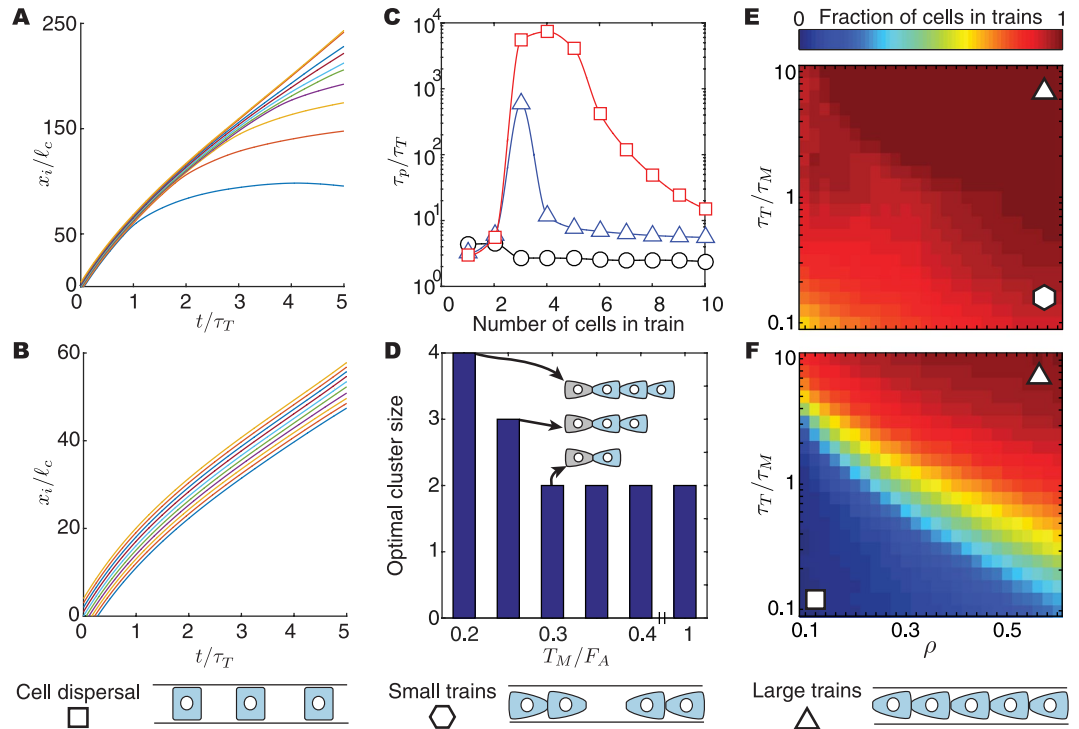 A
250
150
50
0
x_i/ℓ_c
0 1 2 3 4 5
t/τ_T
B
60
40
20
0
x_i/ℓ_c
0 1 2 3 4 5
t/τ_T
C
10^5
10^4
10^3
10^2
10^1
10^0
τ_p/τ_T
0 2 4 6 8 10
Number of cells in train
D
4
3
2
1
0
Optimal cluster size
0.2 0.3 0.4 1
T_M/F_A
E
0 Fraction of cells in trains 1
10
1
0.1
τ_T/τ_M
F
10
1
0.1
τ_T/τ_M
0.1 0.3 0.5
ρ
Cell dispersal
Small trains
Large trains